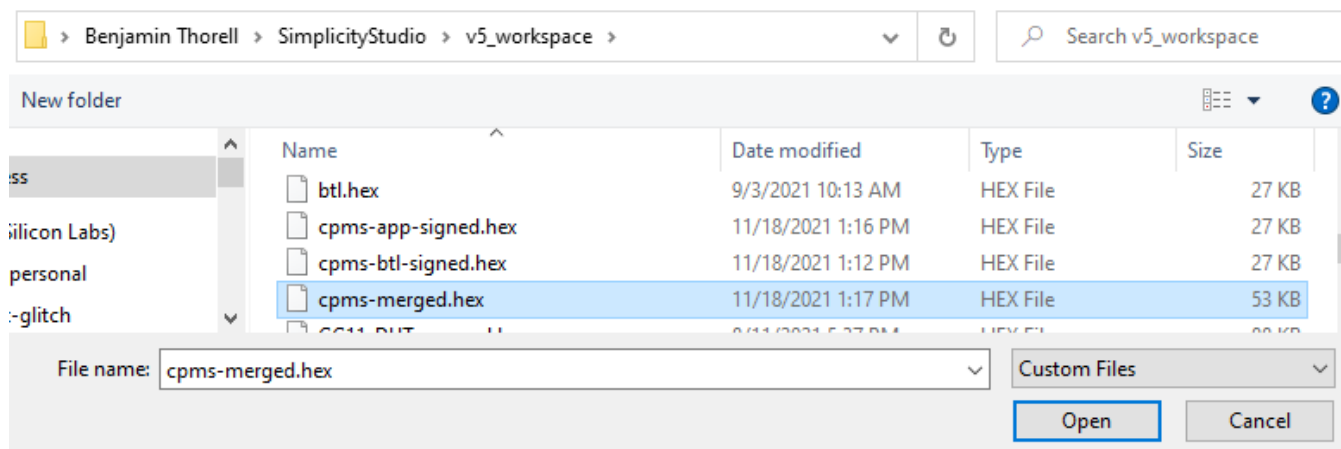 > Benjamin Thorell > SimplicityStudio > v5_workspace > Search v5_workspace
New folder ?
Name Date modified Type Size
ss
btl.hex 9/3/2021 10:13 AM HEX File 27 KB
Silicon Labs) cpms-app-signed.hex 11/18/2021 1:16 PM HEX File 27 KB
personal cpms-btl-signed.hex 11/18/2021 1:12 PM HEX File 27 KB
-glitch cpms-merged.hex 11/18/2021 1:17 PM HEX File 53 KB
File name: cpms-merged.hex Custom Files
Open Cancel